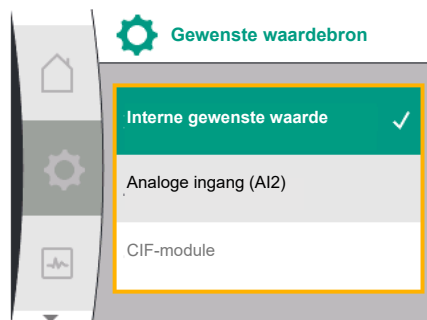 Gewenste waardebron
Interne gewenste waarde
Analoge ingang (AI2)
CIF-module